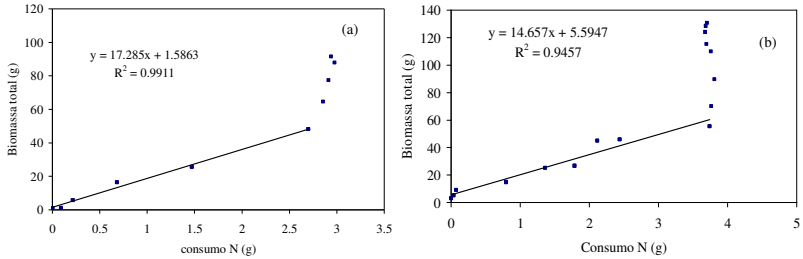 120
100
80
60
40
20
0
Biomassa total (g)
y = 17.285x + 1.5863
R² = 0.9911
(a)
0 0.5 1 1.5 2 2.5 3 3.5
consumo N (g)
140
120
100
80
60
40
20
0
Biomassa total (g)
y = 14.657x + 5.5947
R² = 0.9457
(b)
0 1 2 3 4 5
Consumo N (g)